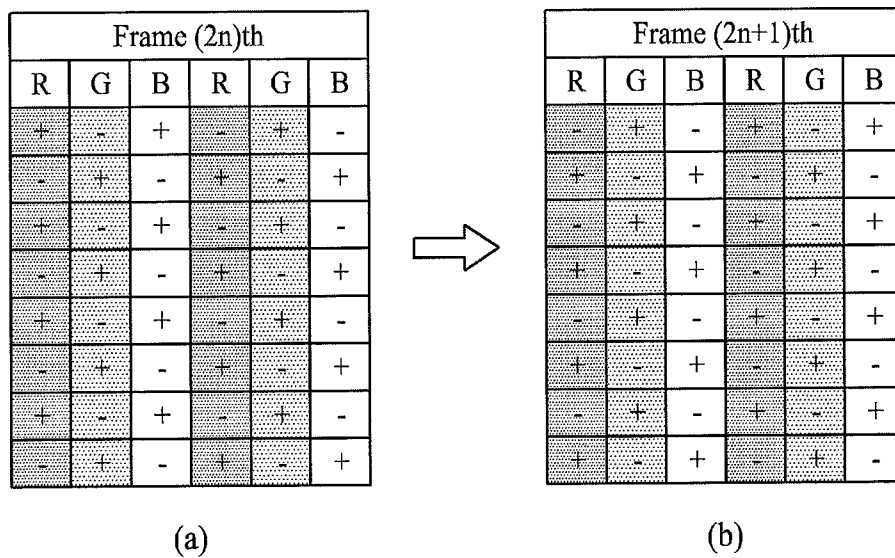 Frame (2n)th
R G B R G B
+ - + - + -
- + - + - +
+ - + - + -
- + - + - +
+ - + - + -
- + - + - +
+ - + - + -
- + - + - +
(a)
Frame (2n+1)th
R G B R G B
- + - + - +
+ - + - + -
- + - + - +
+ - + - + -
- + - + - +
+ - + - + -
- + - + - +
+ - + - + -
(b)